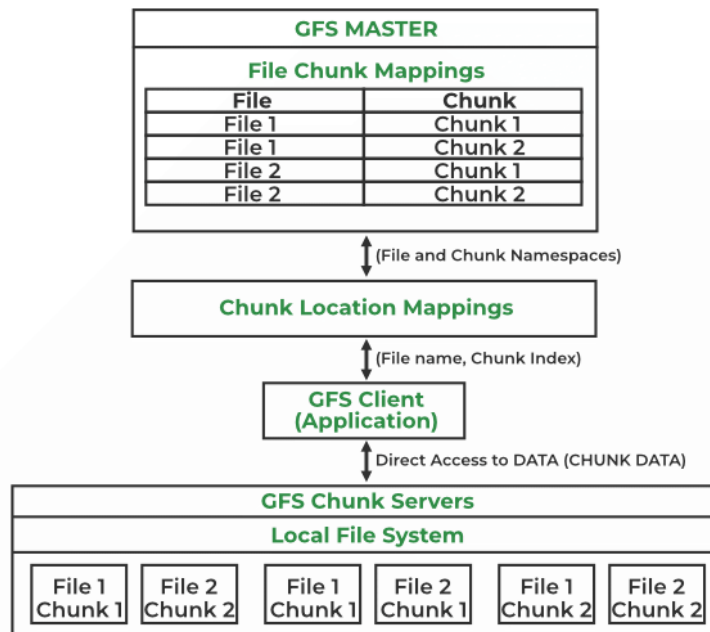 GFS MASTER
File Chunk Mappings
File Chunk
File 1 Chunk 1
File 1 Chunk 2
File 2 Chunk 1
File 2 Chunk 2
(File and Chunk Namespaces)
Chunk Location Mappings
(File name, Chunk Index)
GFS Client
(Application)
Direct Access to DATA (CHUNK DATA)
GFS Chunk Servers
Local File System
File 1
Chunk 1
File 2
Chunk 2
File 1
Chunk 1
File 2
Chunk 1
File 1
Chunk 2
File 2
Chunk 2